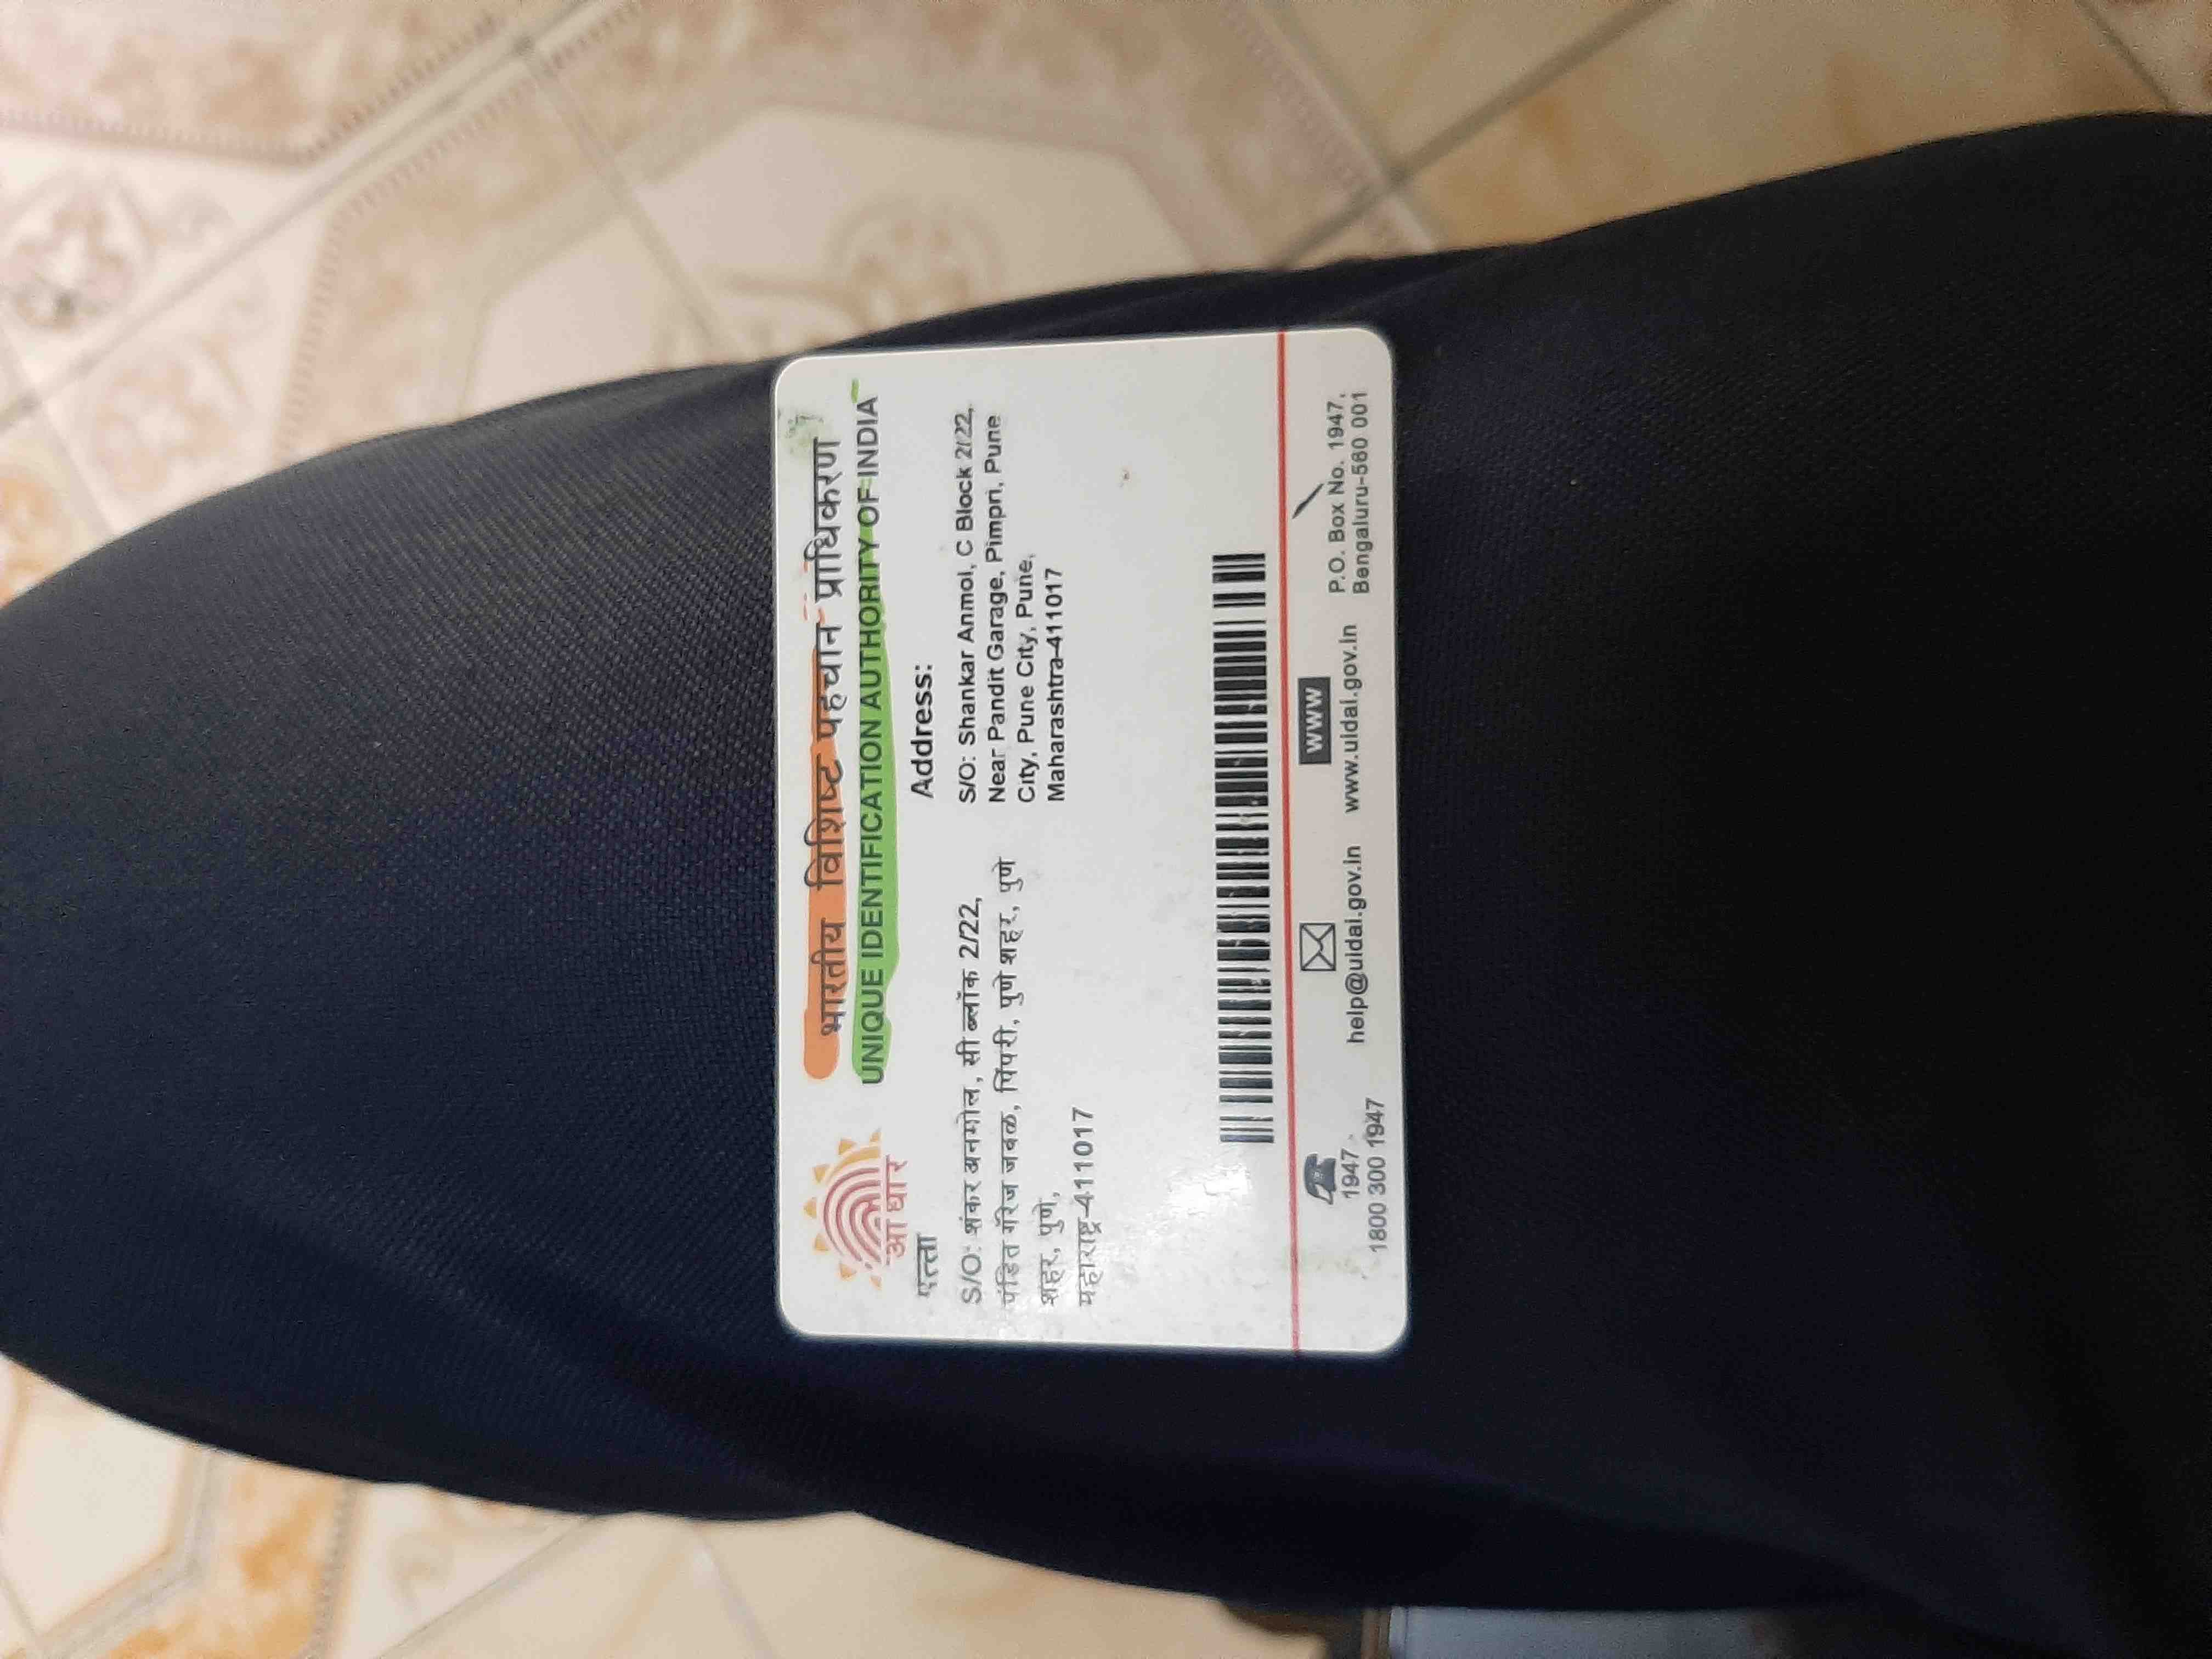 भारतीय विशिष्ट पहचान प्राधिकरण
UNIQUE IDENTIFICATION AUTHORITY OF INDIA
आधार
पत्ता
S/O: शंकर अनमोल, सी ब्लॉक 2/22,
पंडित गॅरेज जवळ, पिंपरी, पुणे शहर, पुणे
शहर, पुणे,
महाराष्ट्र-411017
Address:
S/O: Shankar Anmol, C Block 2/22,
Near Pandit Garage, Pimpri, Pune
City, Pune City, Pune,
Maharashtra-411017
1947
1800 300 1947
help@uidai.gov.in
www
www.uidai.gov.in
P.O. Box No. 1947,
Bengaluru-560 001